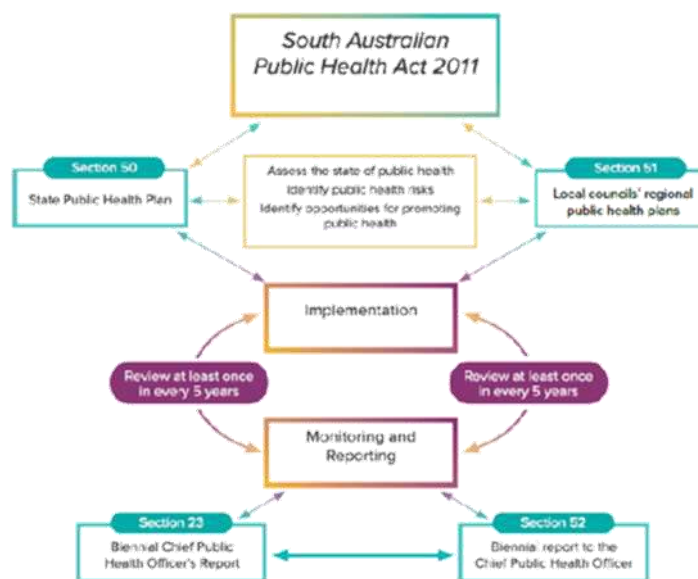 South Australian
Public Health Act 2011
Section 50
State Public Health Plan
Assess the state of public health
Identify public health risks
Identify opportunities for promoting
public health
Section 51
Local councils' regional
public health plans
Implementation
Review at least once
in every 5 years
Review at least once
in every 5 years
Monitoring and
Reporting
Section 23
Biennial Chief Public
Health Officer's Report
Section 52
Biennial report to the
Chief Public Health Officer